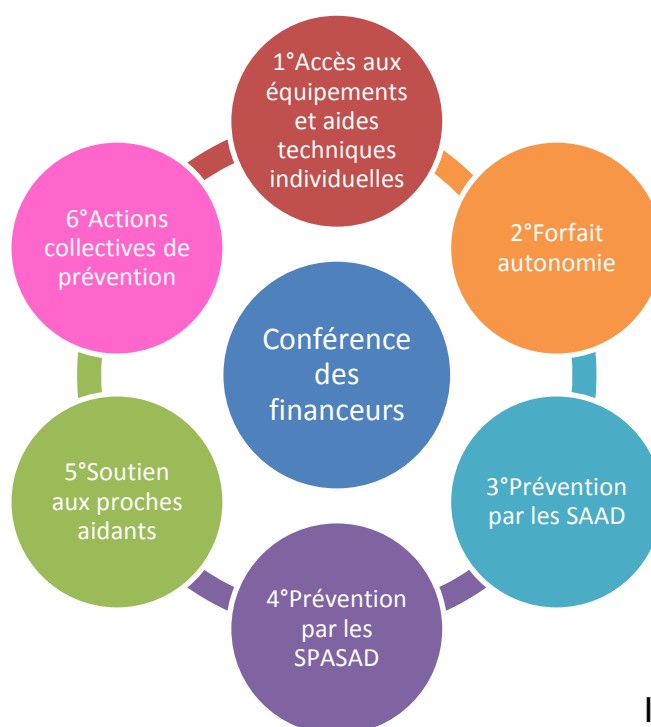 1°Accès aux
équipements
et aides
techniques
individuelles
2°Forfait
autonomie
3°Prévention
par les SAAD
4°Prévention
par les
SPASAD
5°Soutien
aux proches
aidants
6°Actions
collectives de
prévention
Conférence
des
financeurs